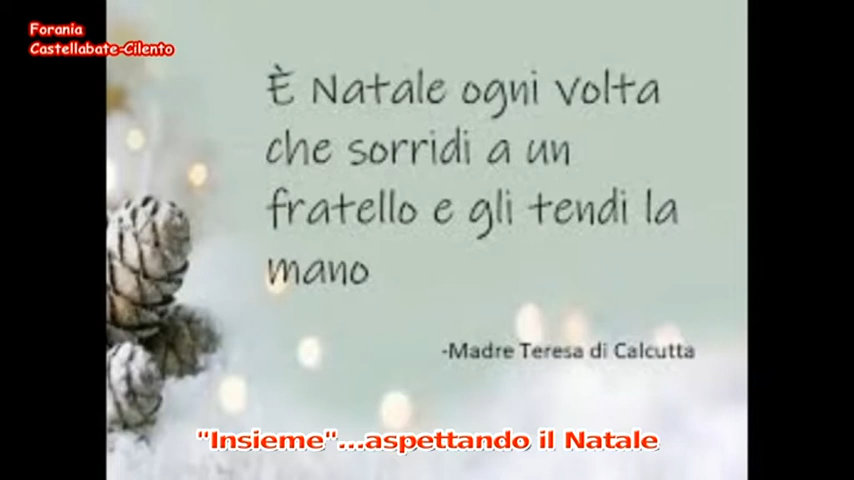 Forania
Castellabate-Cilento
È Natale ogni volta
che sorridi a un
fratello e gli tendi la
mano
-Madre Teresa di Calcutta
"Insieme"...aspettando il Natale